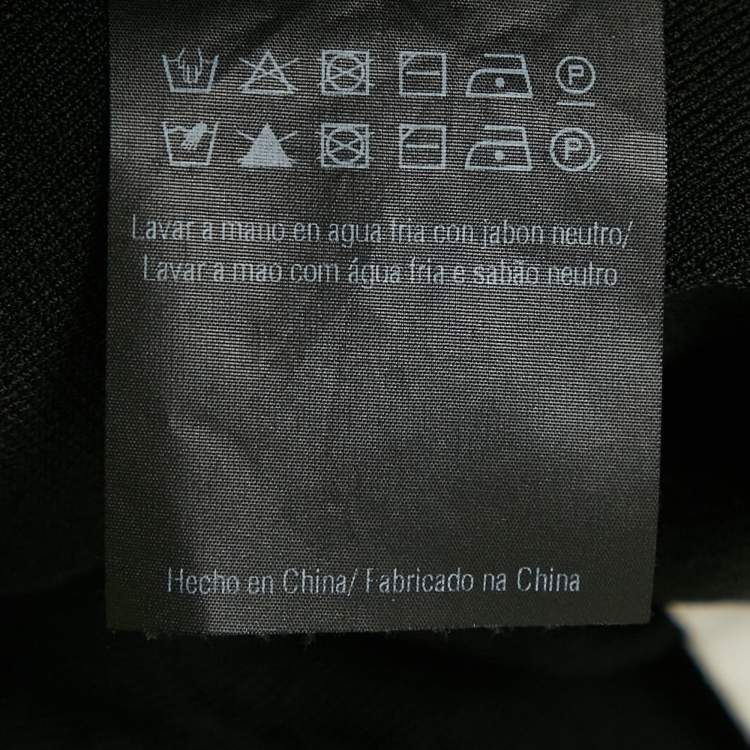 P
P
Lavar a mano en agua fria con jabon neutro/
Lavar a mao com água fria e sabão neutro
Hecho en China/ Fabricado na China